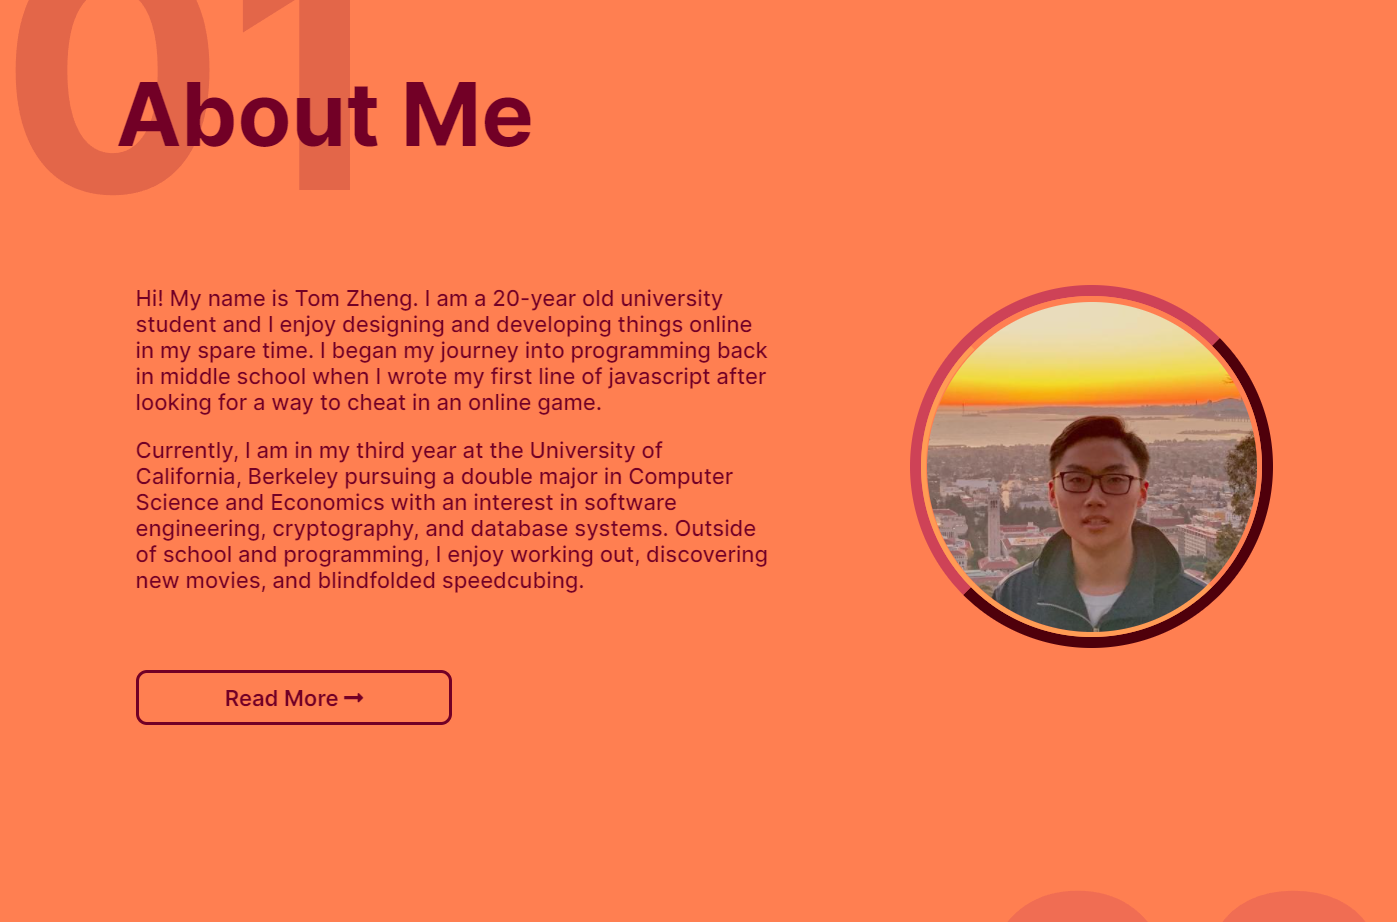 01
About Me
Hi! My name is Tom Zheng. I am a 20-year old university
student and I enjoy designing and developing things online
in my spare time. I began my journey into programming back
in middle school when I wrote my first line of javascript after
looking for a way to cheat in an online game.
Currently, I am in my third year at the University of
California, Berkeley pursuing a double major in Computer
Science and Economics with an interest in software
engineering, cryptography, and database systems. Outside
of school and programming, I enjoy working out, discovering
new movies, and blindfolded speedcubing.
Read More →